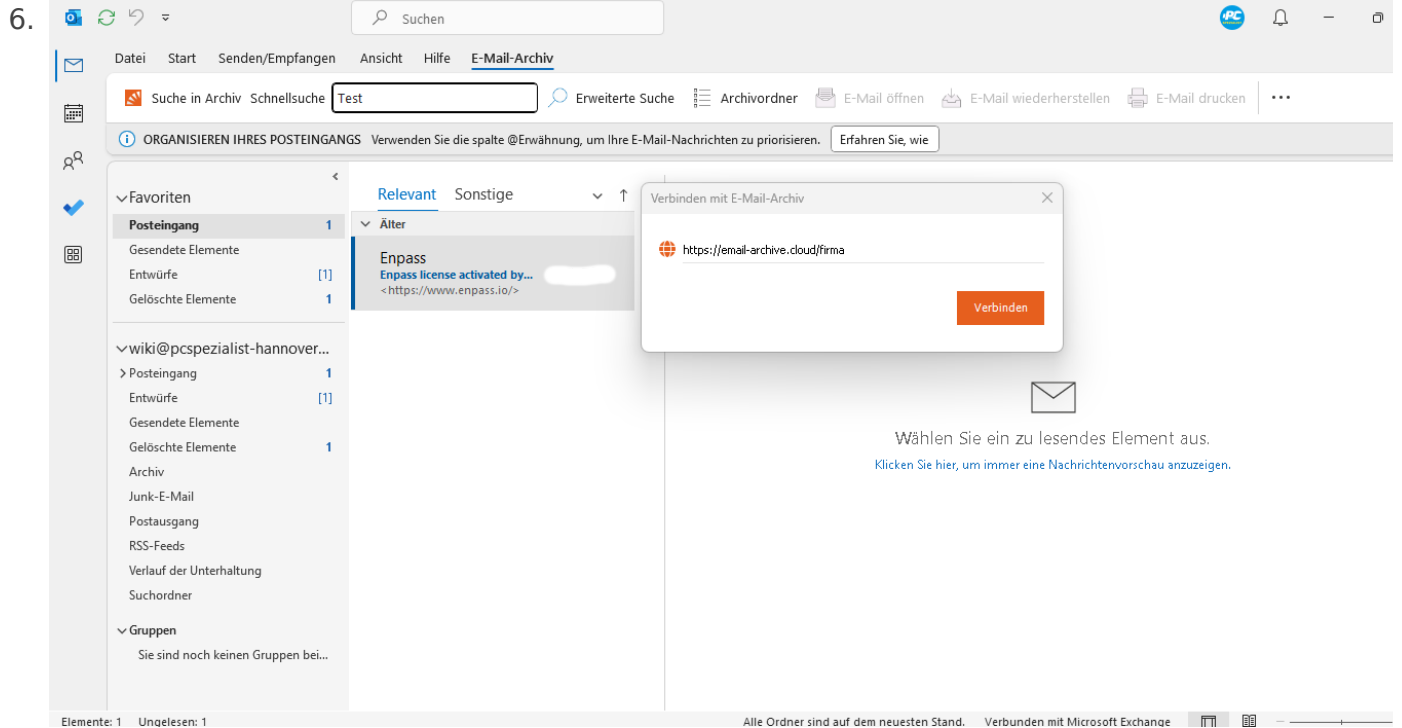 6.
Suchen
PC
Datei Start Senden/Empfangen Ansicht Hilfe E-Mail-Archiv
Suche in Archiv Schnellsuche Test Erweiterte Suche Archivordner E-Mail öffnen E-Mail wiederherstellen E-Mail drucken ...
ORGANISIEREN IHRES POSTEINGANGS Verwenden Sie die spalte @Erwähnung, um Ihre E-Mail-Nachrichten zu priorisieren. Erfahren Sie, wie
Favoriten
Posteingang 1
Gesendete Elemente
Entwürfe [1]
Gelöschte Elemente 1
wiki@pcspezialist-hannover...
Posteingang 1
Entwürfe [1]
Gesendete Elemente
Gelöschte Elemente 1
Archiv
Junk-E-Mail
Postausgang
RSS-Feeds
Verlauf der Unterhaltung
Suchordner
Gruppen
Sie sind noch keinen Gruppen bei...
Relevant Sonstige
Älter
Enpass
Enpass license activated by...
<https://www.enpass.io/>
Verbinden mit E-Mail-Archiv
https://email-archive.cloud/firma
Verbinden
Wählen Sie ein zu lesendes Element aus.
Klicken Sie hier, um immer eine Nachrichtenvorschau anzuzeigen.
Elemente: 1 Ungelesen: 1 Alle Ordner sind auf dem neuesten Stand. Verbunden mit Microsoft Exchange